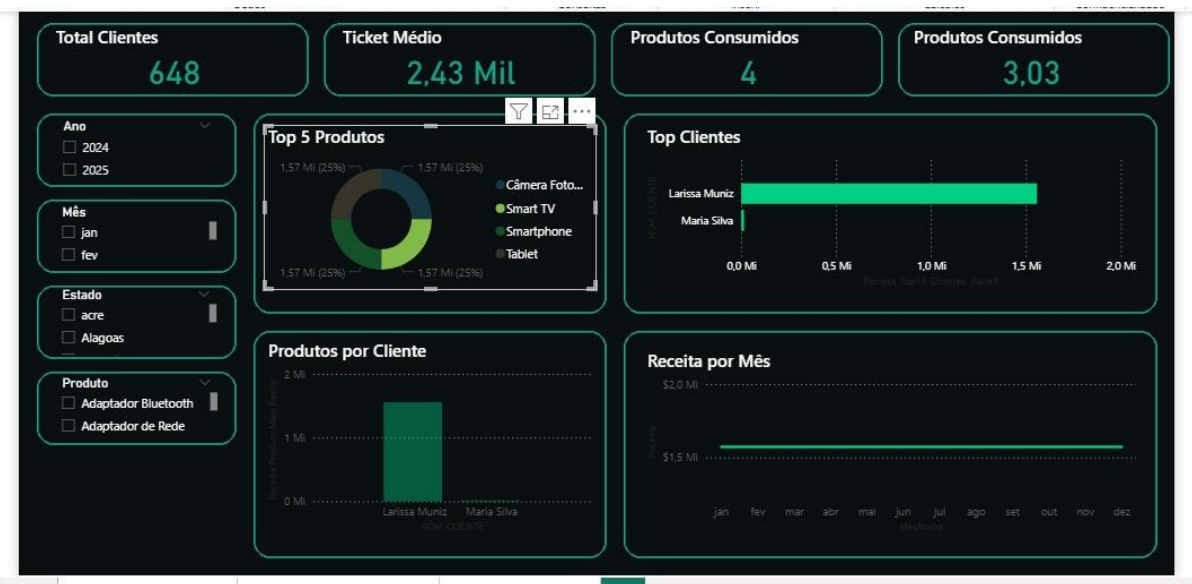 Total Clientes
648
Ticket Médio
2,43 Mil
Produtos Consumidos
4
Produtos Consumidos
3,03
Ano
2024
2025
Mês
jan
fev
Estado
acre
Alagoas
Produto
Adaptador Bluetooth
Adaptador de Rede
Top 5 Produtos
1,57 Mi (25%)
1,57 Mi (25%)
1,57 Mi (25%)
1,57 Mi (25%)
Câmera Foto...
Smart TV
Smartphone
Tablet
Top Clientes
NOM_CLIENTE
Larissa Muniz
Maria Silva
0,0 Mi 0,5 Mi 1,0 Mi 1,5 Mi 2,0 Mi
Produtos por Cliente
2 Mi
1 Mi
0 Mi
Larissa Muniz Maria Silva
NOM_CLIENTE
Receita por Mês
$2,0 Mi
Receita
$1,5 Mi
jan fev mar abr mai jun jul ago set out nov dez
MesNome